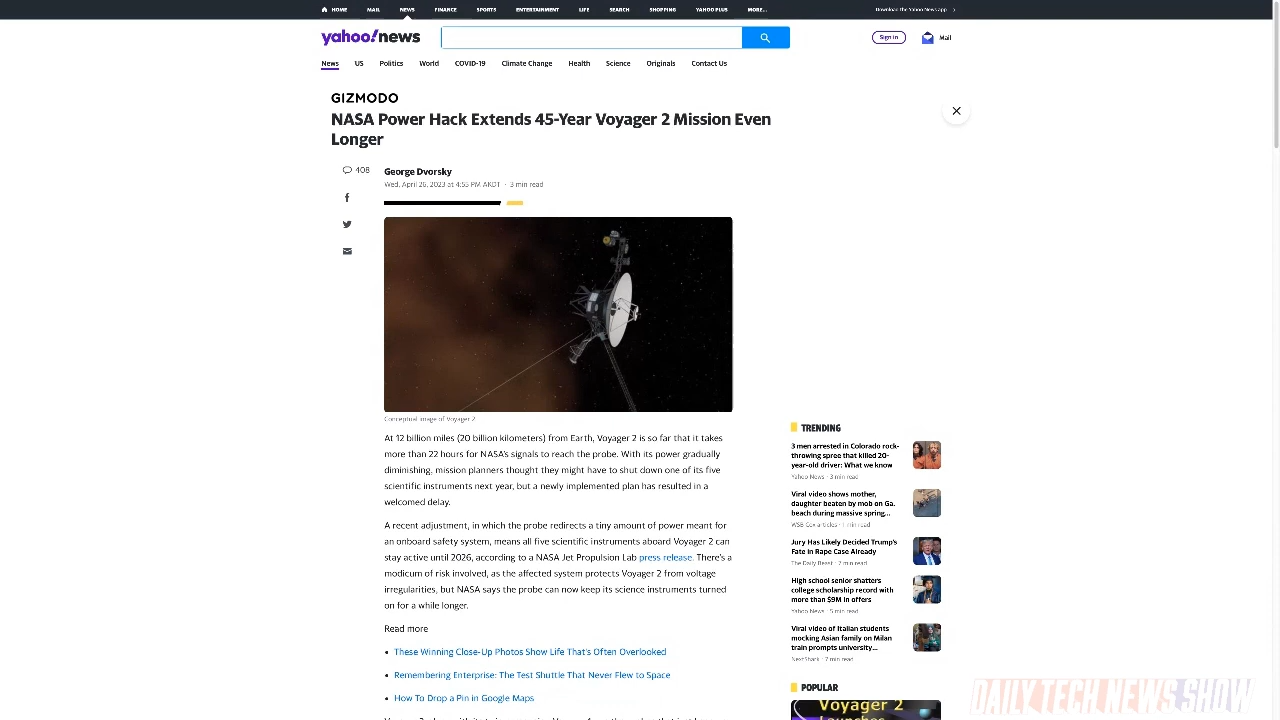 HOME MAIL NEWS FINANCE SPORTS ENTERTAINMENT LIFE SEARCH SHOPPING YAHOO PLUS MORE... Download the Yahoo News app
yahoo!news
Sign in
Mail
News US Politics World COVID-19 Climate Change Health Science Originals Contact Us
GIZMODO
NASA Power Hack Extends 45-Year Voyager 2 Mission Even
Longer
408
George Dvorsky
Wed, April 26, 2023 at 4:55 PM AKDT · 3 min read
Conceptual image of Voyager 2
At 12 billion miles (20 billion kilometers) from Earth, Voyager 2 is so far that it takes
more than 22 hours for NASA's signals to reach the probe. With its power gradually
diminishing, mission planners thought they might have to shut down one of its five
scientific instruments next year, but a newly implemented plan has resulted in a
welcomed delay.
A recent adjustment, in which the probe redirects a tiny amount of power meant for
an onboard safety system, means all five scientific instruments aboard Voyager 2 can
stay active until 2026, according to a NASA Jet Propulsion Lab press release. There's a
modicum of risk involved, as the affected system protects Voyager 2 from voltage
irregularities, but NASA says the probe can now keep its science instruments turned
on for a while longer.
Read more
• These Winning Close-Up Photos Show Life That's Often Overlooked
• Remembering Enterprise: The Test Shuttle That Never Flew to Space
• How To Drop a Pin in Google Maps
TRENDING
3 men arrested in Colorado rock-
throwing spree that killed 20-
year-old driver: What we know
Yahoo News · 3 min read
Viral video shows mother,
daughter beaten by mob on Ga.
beach during massive spring...
WSB Cox articles · 1 min read
Jury Has Likely Decided Trump's
Fate in Rape Case Already
The Daily Beast · 7 min read
High school senior shatters
college scholarship record with
more than $9M in offers
Yahoo News · 5 min read
Viral video of Italian students
mocking Asian family on Milan
train prompts university...
NextShark · 7 min read
POPULAR
Voyager 2
Launches
DAILY TECH NEWS SHOW